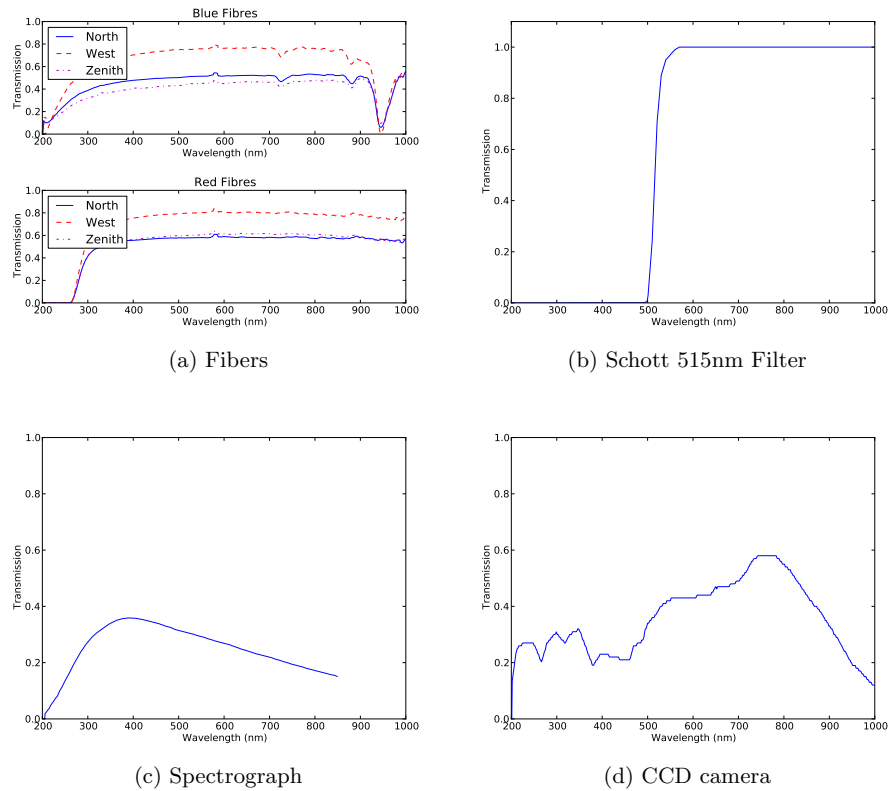 Blue Fibres
Transmission
1.0
0.8
0.6
0.4
0.2
0.0
North
West
Zenith
200 300 400 500 600 700 800 900 1000
Wavelength (nm)
Red Fibres
Transmission
1.0
0.8
0.6
0.4
0.2
0.0
North
West
Zenith
200 300 400 500 600 700 800 900 1000
Wavelength (nm)
(a) Fibers
Transmission
1.0
0.8
0.6
0.4
0.2
0.0
200 300 400 500 600 700 800 900 1000
Wavelength (nm)
(b) Schott 515nm Filter
Transmission
1.0
0.8
0.6
0.4
0.2
0.0
200 300 400 500 600 700 800 900 1000
Wavelength (nm)
(c) Spectrograph
Transmission
1.0
0.8
0.6
0.4
0.2
0.0
200 300 400 500 600 700 800 900 1000
Wavelength (nm)
(d) CCD camera